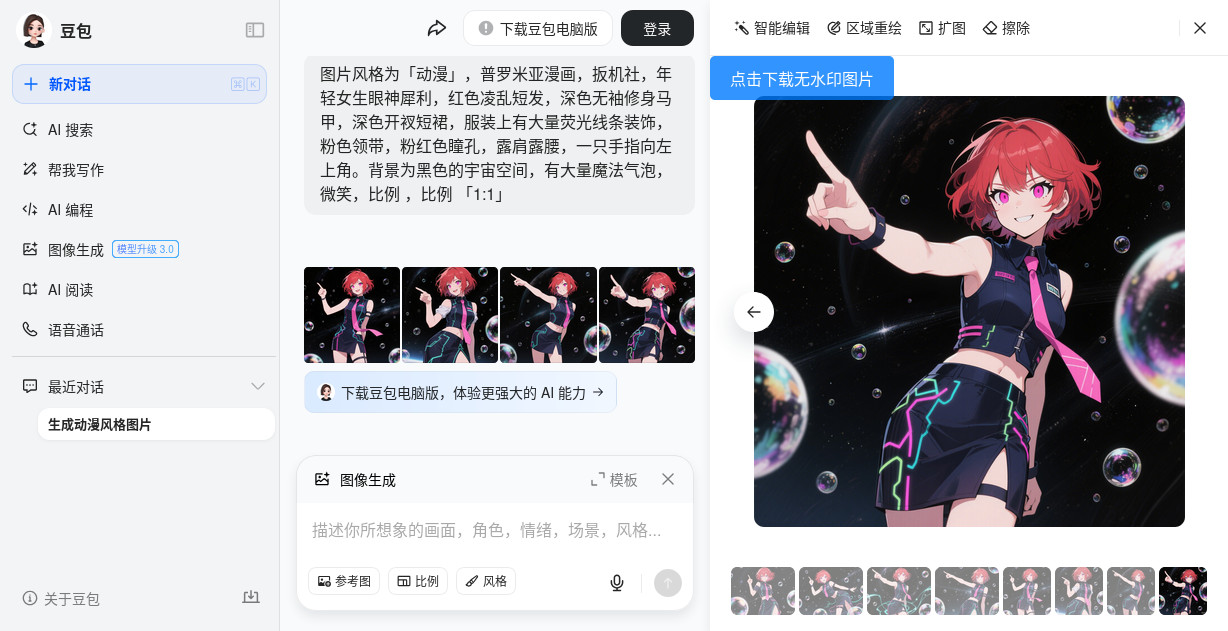 豆包
新对话
⌘ K
AI 搜索
帮我写作
AI 编程
图像生成 模型升级 3.0
AI 阅读
语音通话
最近对话
生成动漫风格图片
关于豆包
下载豆包电脑版
登录
图片风格为「动漫」，普罗米亚漫画，扳机社，年
轻女生眼神犀利，红色凌乱短发，深色无袖修身马
甲，深色开衩短裙，服装上有大量荧光线条装饰，
粉色领带，粉红色瞳孔，露肩露腰，一只手指向左
上角。背景为黑色的宇宙空间，有大量魔法气泡，
微笑，比例 ，比例 「1:1」
下载豆包电脑版，体验更强大的 AI 能力
图像生成
模板
描述你所想象的画面，角色，情绪，场景，风格...
参考图
比例
风格
智能编辑
区域重绘
扩图
擦除
点击下载无水印图片